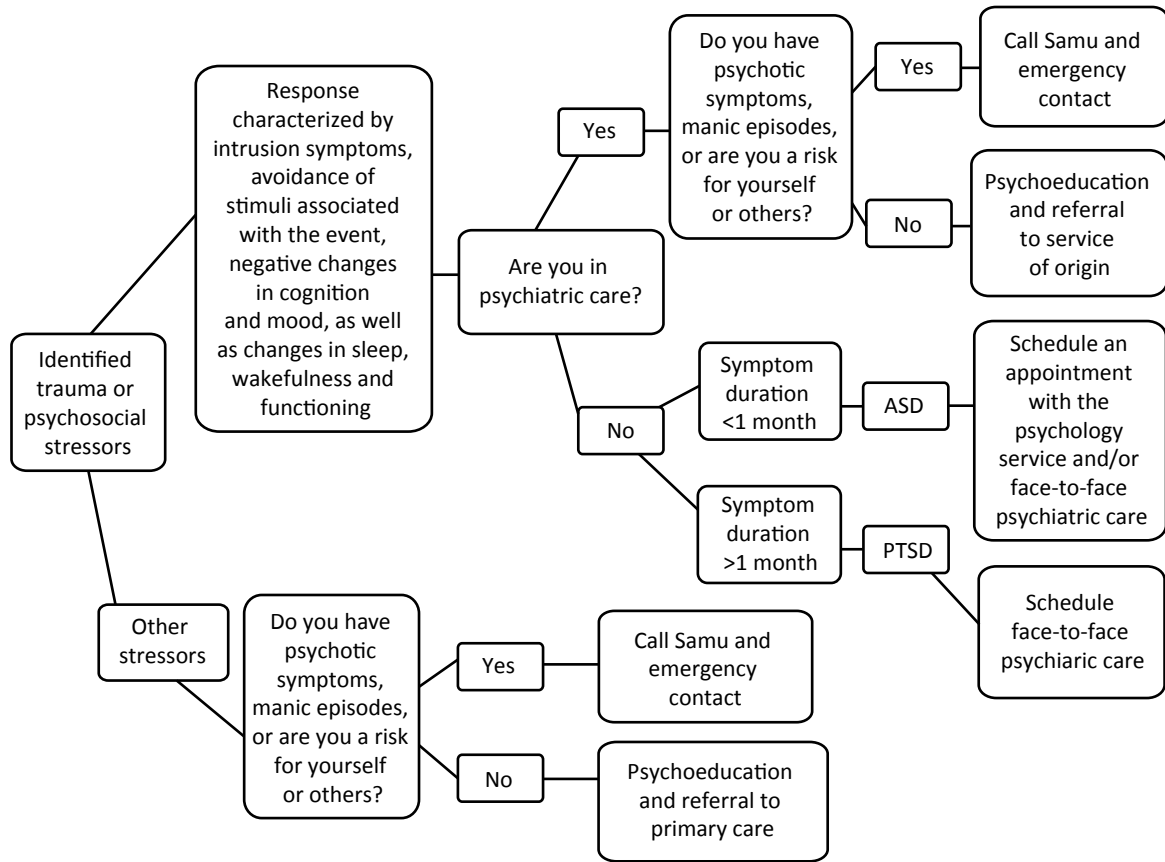 Identified
trauma or
psychosocial
stressors
Response
characterized by
intrusion symptoms,
avoidance of
stimuli associated
with the event,
negative changes
in cognition
and mood, as well
as changes in sleep,
wakefulness and
functioning
Are you in
psychiatric care?
Yes
Do you have
psychotic
symptoms,
manic episodes,
or are you a risk
for yourself
or others?
Yes
Call Samu and
emergency
contact
No
Psychoeducation
and referral
to service
of origin
No
Symptom
duration
<1 month
ASD
Schedule an
appointment
with the
psychology
service and/or
face-to-face
psychiatric care
Symptom
duration
>1 month
PTSD
Schedule
face-to-face
psychiaric care
Other
stressors
Do you have
psychotic
symptoms,
manic episodes,
or are you a risk
for yourself
or others?
Yes
Call Samu and
emergency
contact
No
Psychoeducation
and referral to
primary care